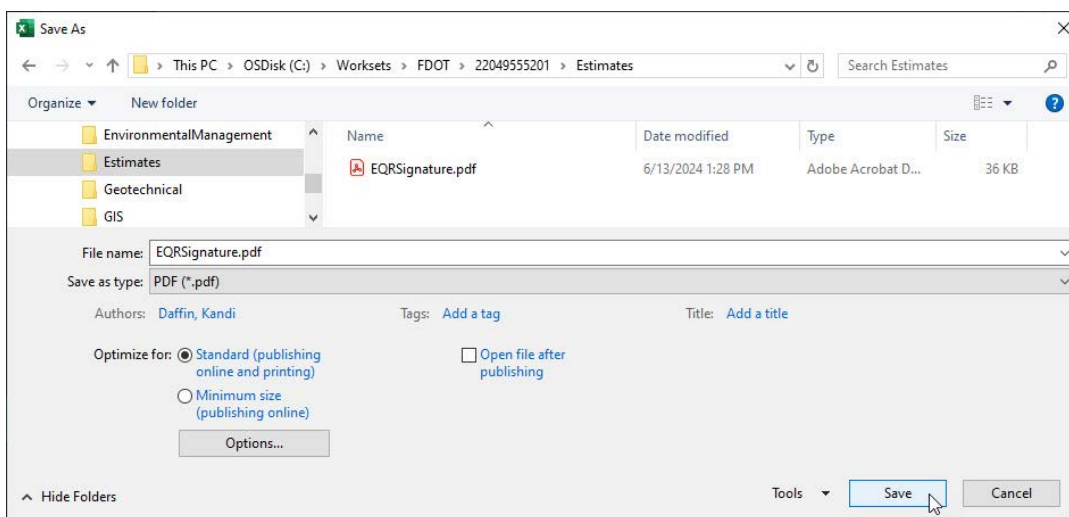 Save As
This PC > OSDisk (C:) > Worksets > FDOT > 22049555201 > Estimates
Search Estimates
Organize
New folder
EnvironmentalManagement
Estimates
Geotechnical
GIS
Name
Date modified
Type
Size
EQRSignature.pdf
6/13/2024 1:28 PM
Adobe Acrobat D...
36 KB
File name: EQRSignature.pdf
Save as type: PDF (*.pdf)
Authors: Daffin, Kandi
Tags: Add a tag
Title: Add a title
Optimize for:
Standard (publishing
online and printing)
Minimum size
(publishing online)
Open file after
publishing
Options...
Hide Folders
Tools
Save
Cancel